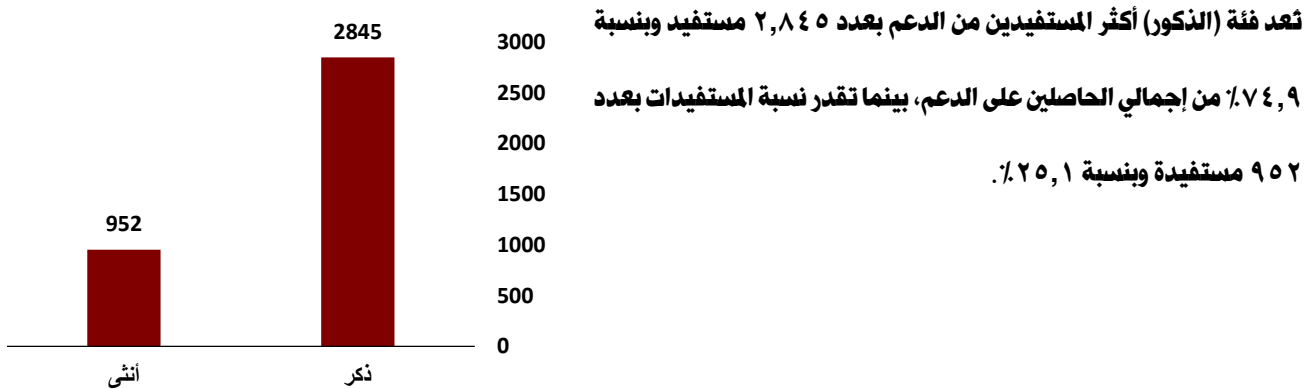 تُعد فئة (الذكور) أكثر المستفيدين من الدعم بعدد ٢,٨٤٥ مستفيد وبنسبة
٧٤,٩٪ من إجمالي الحاصلين على الدعم، بينما تقدر نسبة المستفيدات بعدد
٩٥٢ مستفيدة وبنسبة ٢٥,١٪.
2845
952
3000
2500
2000
1500
1000
500
0
ذكر
أنثى